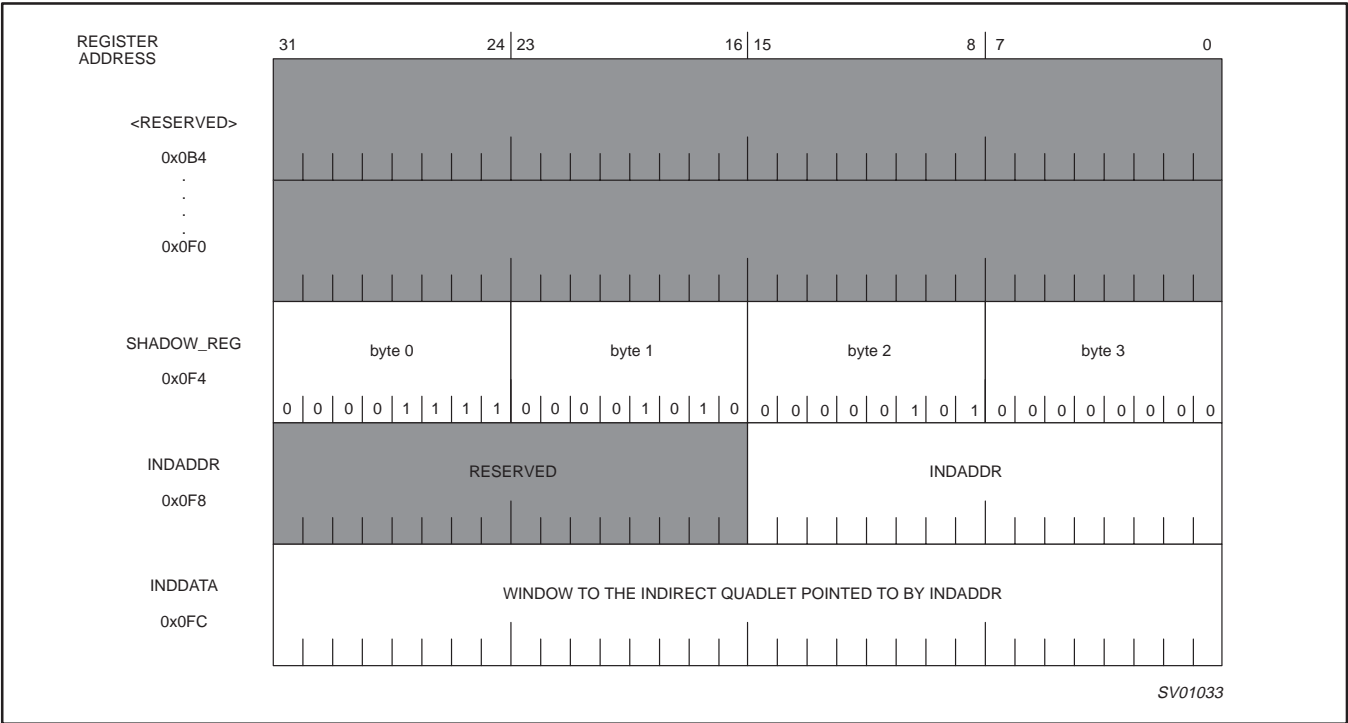 REGISTER
ADDRESS
31 24 23 16 15 8 7 0
<RESERVED>
0x0B4
.
.
.
.
0x0F0
SHADOW_REG
0x0F4
byte 0 byte 1 byte 2 byte 3
0 0 0 0 1 1 1 1 0 0 0 0 1 0 1 0 0 0 0 0 0 1 0 1 0 0 0 0 0 0 0 0
INDADDR
0x0F8
RESERVED INDADDR
INDDATA
0x0FC
WINDOW TO THE INDIRECT QUADLET POINTED TO BY INDADDR
SV01033